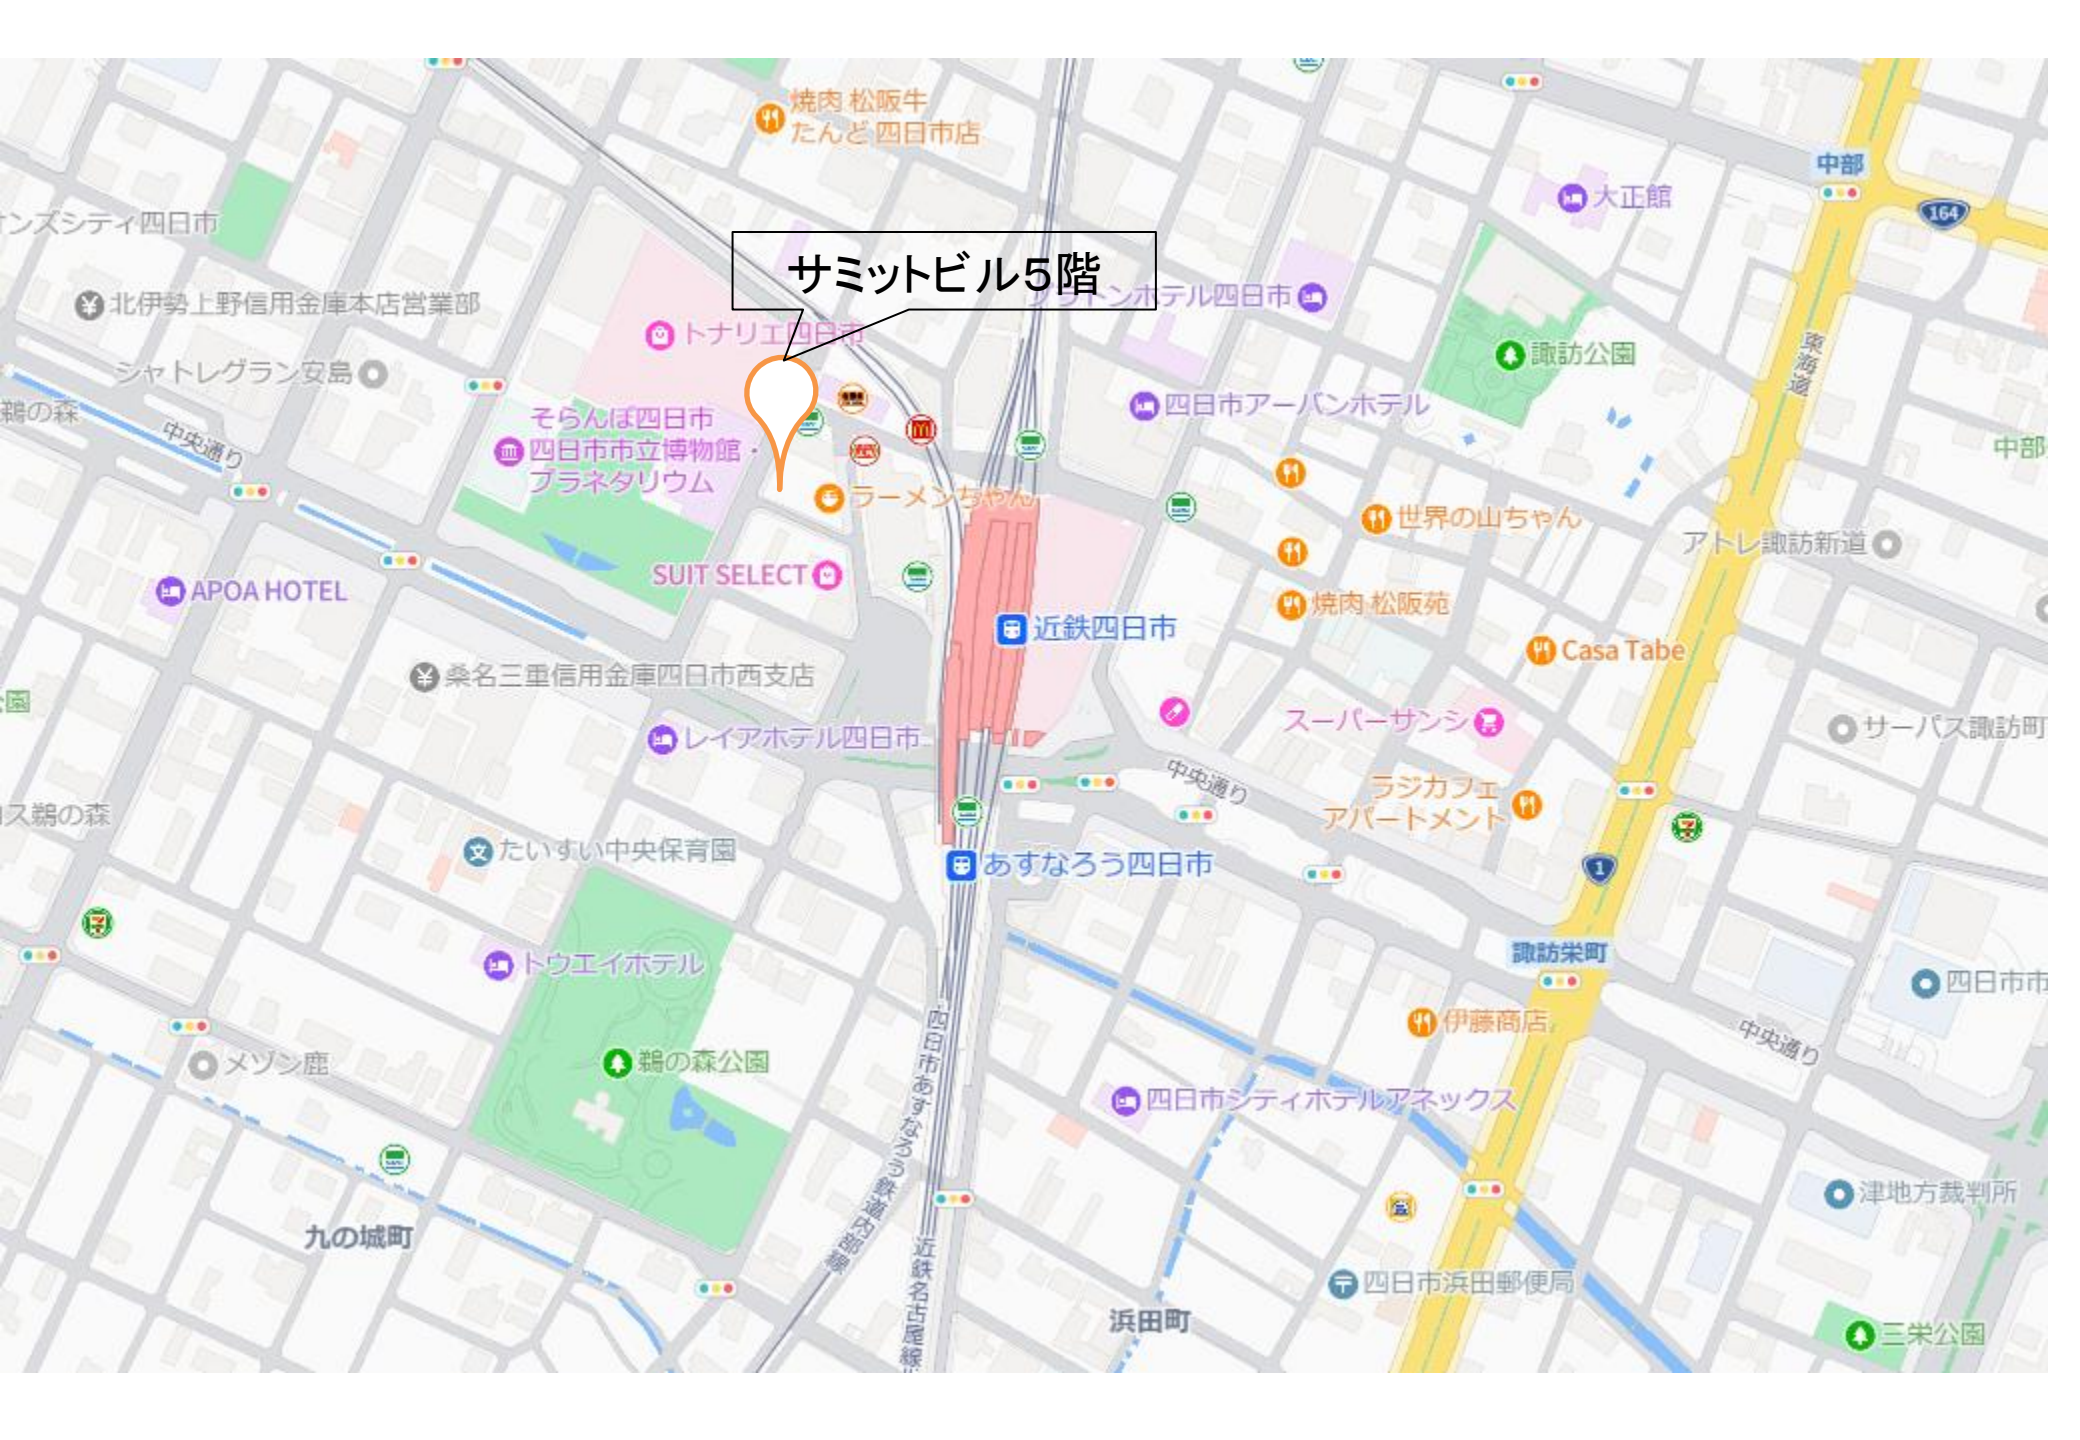 焼肉 松阪牛
たんど 四日市店
中部
164
大正館
ンズシティ四日市
サミットビル5階
トンホテル四日市
北伊勢上野信用金庫本店営業部
トナリエ四日市
東海道
諏訪公園
シャトレグラン安島
鵜の森
中央通り
そらんぽ四日市
四日市市立博物館・
プラネタリウム
四日市アーバンホテル
中部
ラーメンちゃん
世界の山ちゃん
アトレ諏訪新道
SUIT SELECT
APOA HOTEL
焼肉 松阪苑
近鉄四日市
Casa Tabe
桑名三重信用金庫四日市西支店
園
スーパーサンシ
サーパス諏訪町
レイアホテル四日市
中央通り
ラジカフェ
アパートメント
ス鵜の森
たいすい中央保育園
あすなろう四日市
1
諏訪栄町
トウエイホテル
四日市市
伊藤商店
中央通り
メゾン鹿
鵜の森公園
四日市あすなろう鉄道内部線
四日市シティホテルアネックス
津地方裁判所
九の城町
近鉄名古屋線
四日市浜田郵便局
浜田町
三栄公園